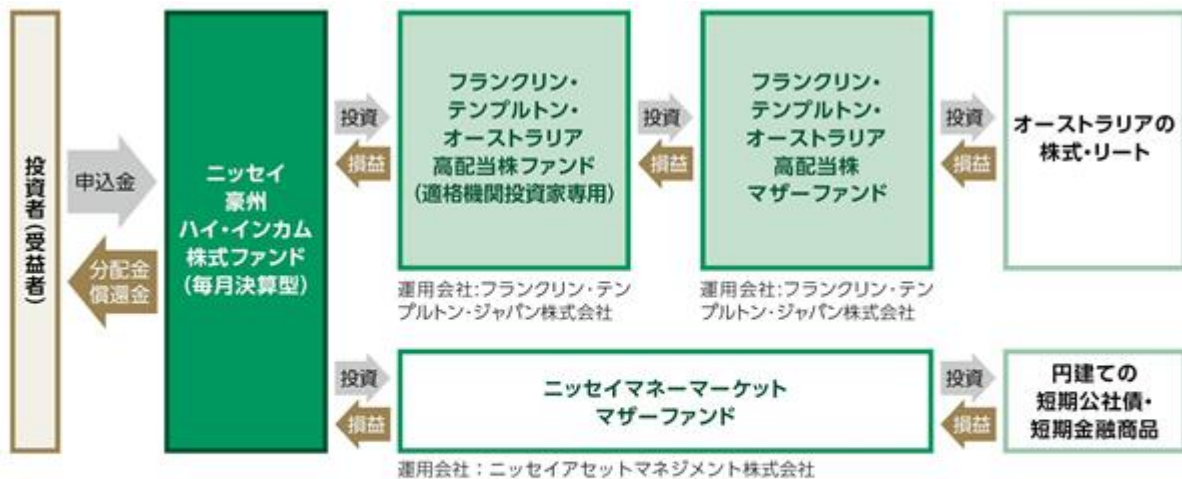 投資者(受益者)
申込金
分配金
償還金
ニッセイ
豪州
ハイ・インカム
株式ファンド
(毎月決算型)
投資
損益
フランクリン・
テンプルトン・
オーストラリア
高配当株ファンド
(適格機関投資家専用)
運用会社:フランクリン・テン
プルトン・ジャパン株式会社
投資
損益
フランクリン・
テンプルトン・
オーストラリア
高配当株
マザーファンド
運用会社:フランクリン・テン
プルトン・ジャパン株式会社
投資
損益
オーストラリアの
株式・リート
投資
損益
ニッセイマネーマーケット
マザーファンド
運用会社：ニッセイアセットマネジメント株式会社
投資
損益
円建ての
短期公社債・
短期金融商品